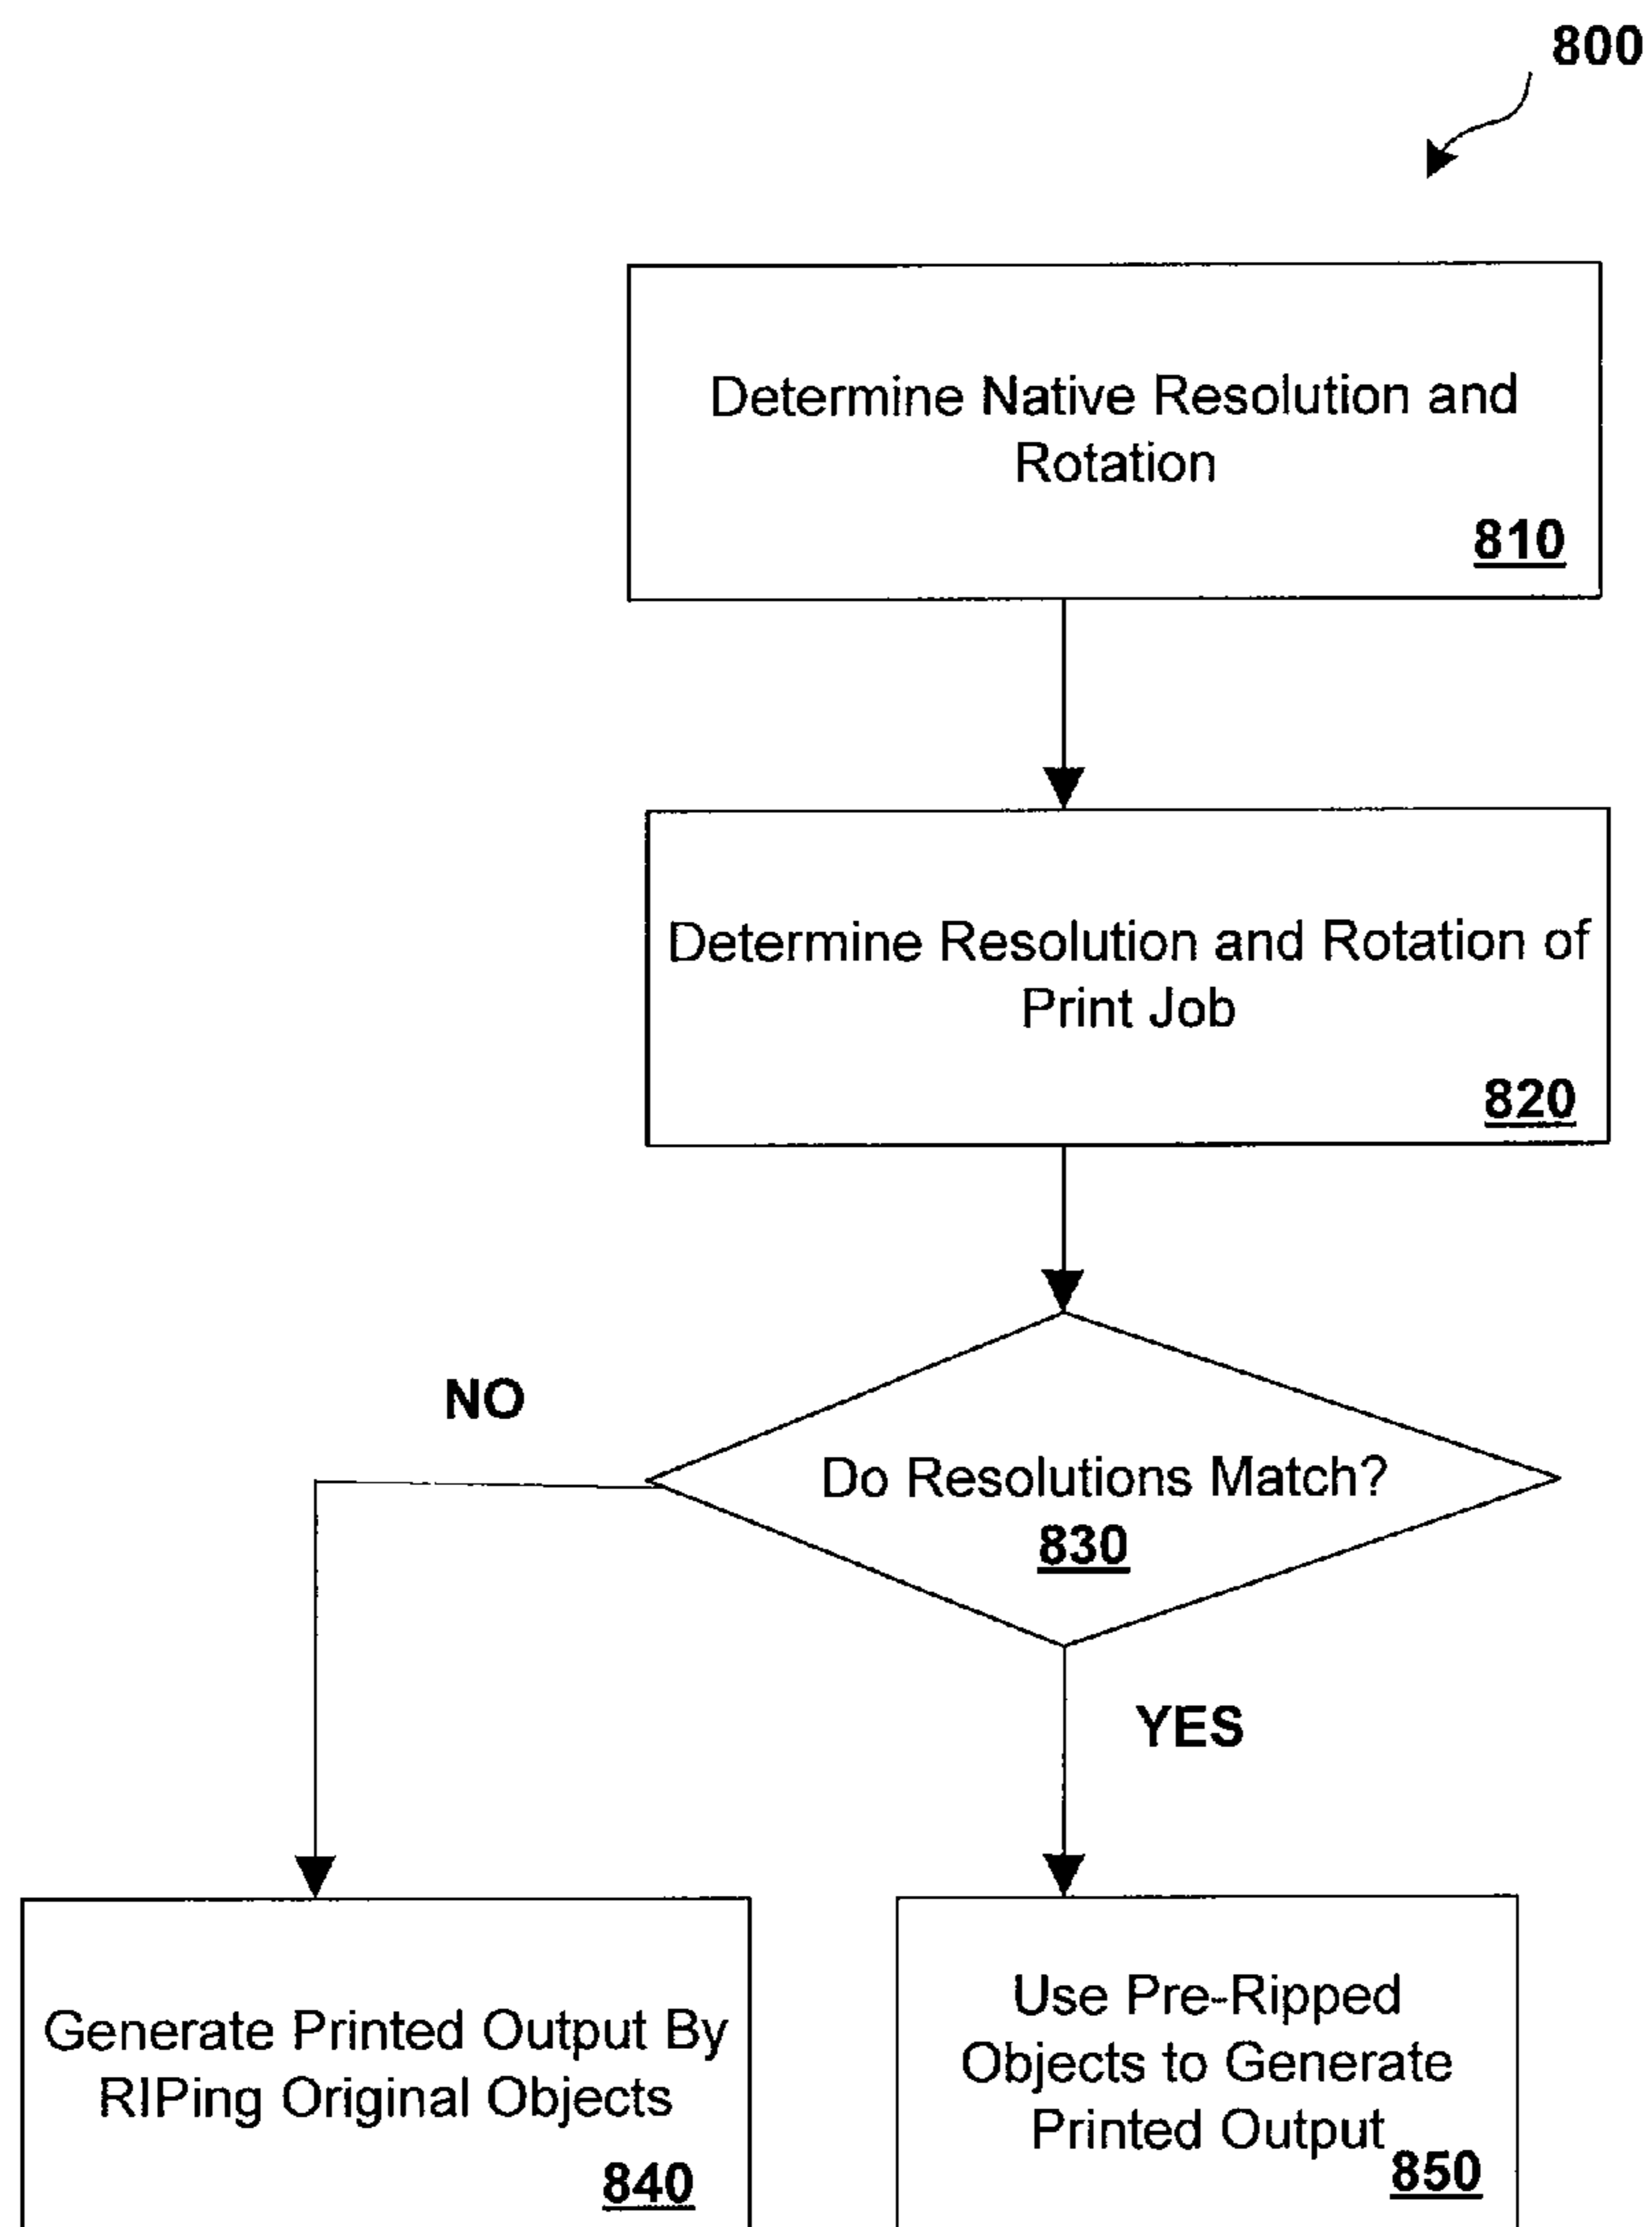 800
Determine Native Resolution and
Rotation
810
Determine Resolution and Rotation of
Print Job
820
NO
Do Resolutions Match?
830
YES
Generate Printed Output By
RIPing Original Objects
840
Use Pre-Ripped
Objects to Generate
Printed Output
850